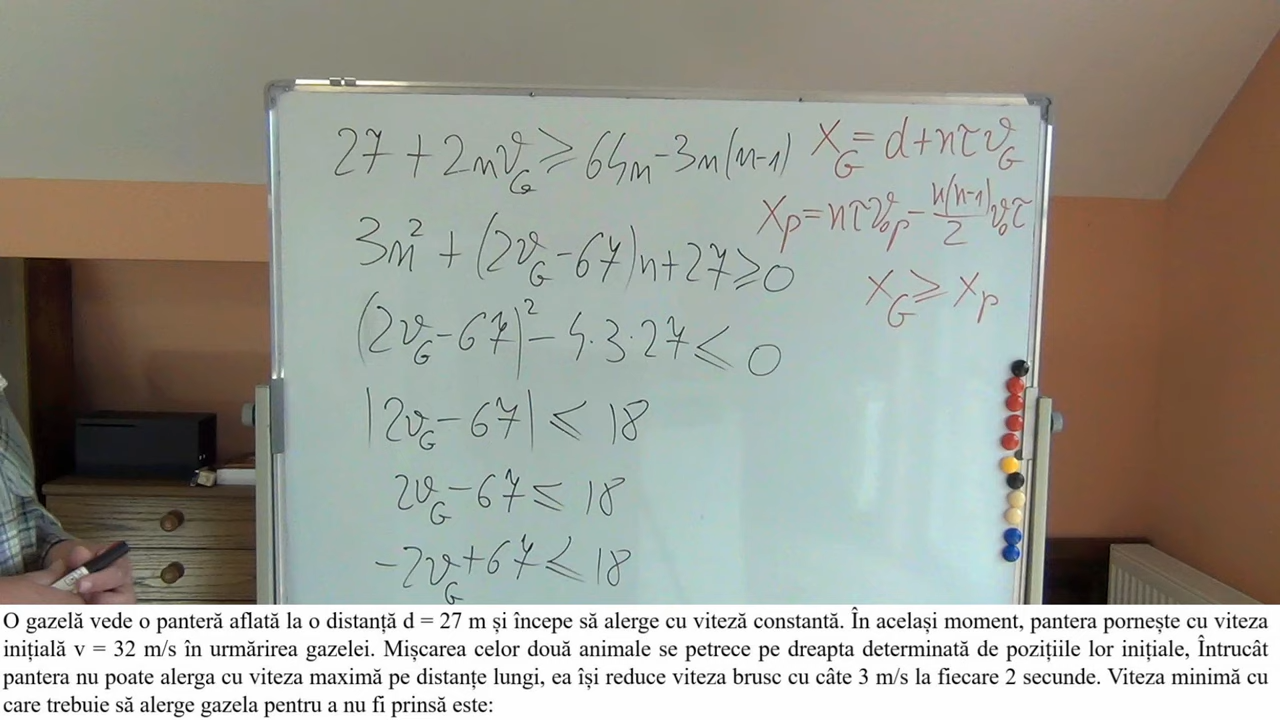 27 + 2nv_G ≥ 64n - 3n(n-1)
3n² + (2v_G - 67)n + 27 ≥ 0
(2v_G - 67)² - 4·3·27 ≤ 0
|2v_G - 67| ≤ 18
2v_G - 67 ≤ 18
-2v_G + 67 ≤ 18
x_G = d + nτv_G
x_p = nτv_0p - n(n-1)/2 v_0τ
x_G ≥ x_p
O gazelă vede o panteră aflată la o distanță d = 27 m și începe să alerge cu viteză constantă. În același moment, pantera pornește cu viteza
inițială v = 32 m/s în urmărirea gazelei. Mișcarea celor două animale se petrece pe dreapta determinată de pozițiile lor inițiale, Întrucât
pantera nu poate alerga cu viteza maximă pe distanțe lungi, ea își reduce viteza brusc cu câte 3 m/s la fiecare 2 secunde. Viteza minimă cu
care trebuie să alerge gazela pentru a nu fi prinsă este: